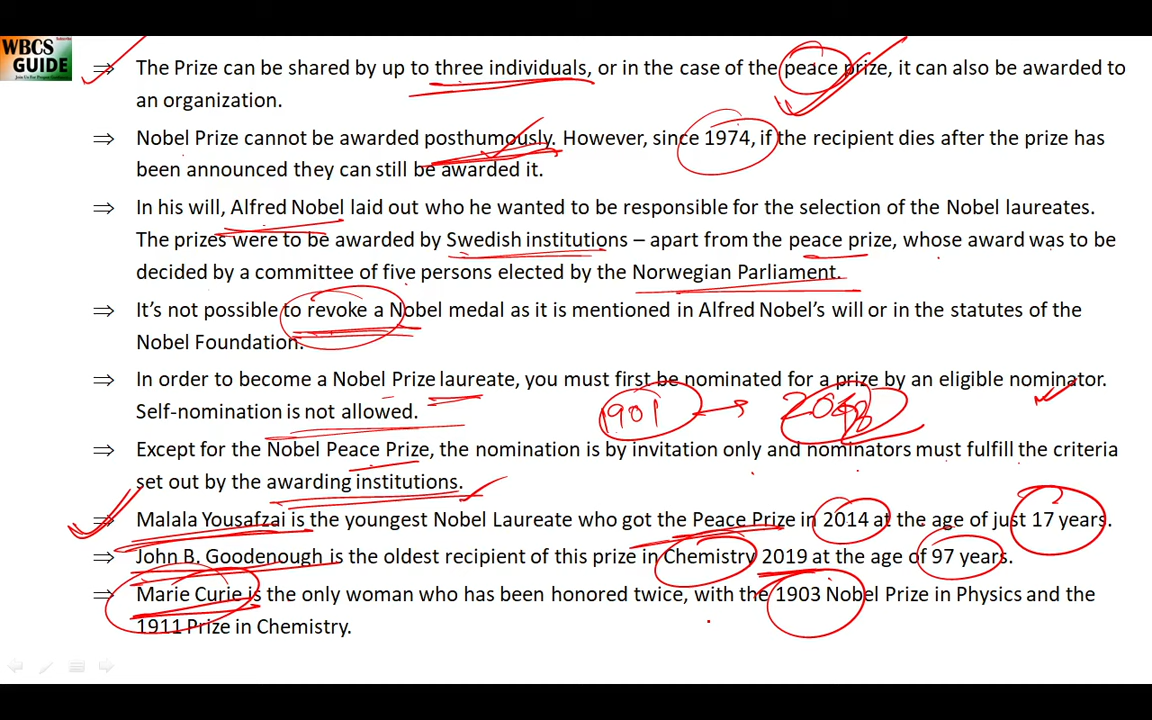 WBCS
GUIDE
⇒ The Prize can be shared by up to three individuals, or in the case of the peace prize, it can also be awarded to
an organization.
⇒ Nobel Prize cannot be awarded posthumously. However, since 1974, if the recipient dies after the prize has
been announced they can still be awarded it.
⇒ In his will, Alfred Nobel laid out who he wanted to be responsible for the selection of the Nobel laureates.
The prizes were to be awarded by Swedish institutions – apart from the peace prize, whose award was to be
decided by a committee of five persons elected by the Norwegian Parliament.
⇒ It's not possible to revoke a Nobel medal as it is mentioned in Alfred Nobel's will or in the statutes of the
Nobel Foundation.
⇒ In order to become a Nobel Prize laureate, you must first be nominated for a prize by an eligible nominator.
Self-nomination is not allowed.
1901
⇒ Except for the Nobel Peace Prize, the nomination is by invitation only and nominators must fulfill the criteria
set out by the awarding institutions.
⇒ Malala Yousafzai is the youngest Nobel Laureate who got the Peace Prize in 2014 at the age of just 17 years.
⇒ John B. Goodenough is the oldest recipient of this prize in Chemistry 2019 at the age of 97 years.
⇒ Marie Curie is the only woman who has been honored twice, with the 1903 Nobel Prize in Physics and the
1911 Prize in Chemistry.